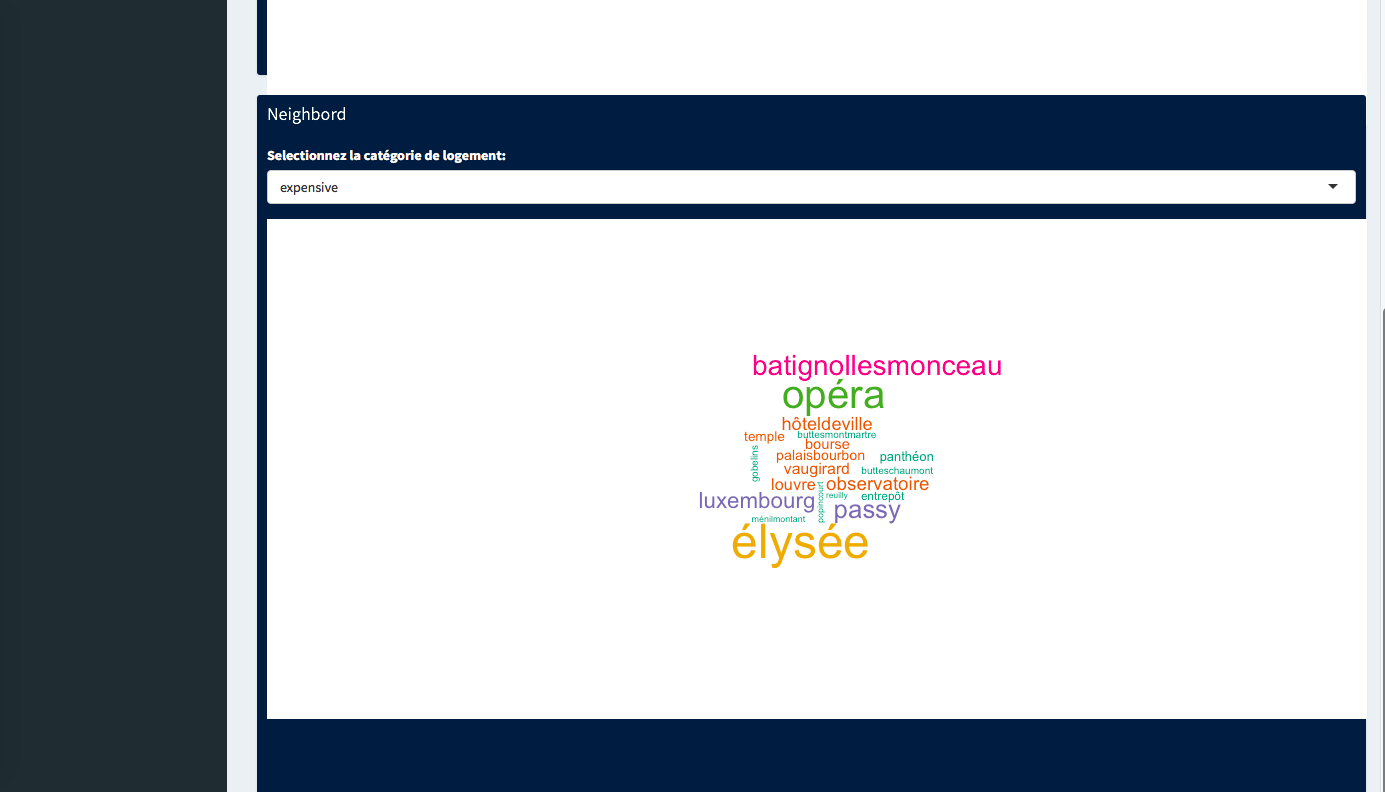 Neighbord
Selectionnez la catégorie de logement:
expensive
batignollesmonceau
opéra
hôteldeville
temple
buttesmontmartre
bourse
gobelins
palaisbourbon
panthéon
vaugirard
butteschaumont
louvre
observatoire
popincourt
reuilly
entrepôt
luxembourg
passy
ménilmontant
élysée